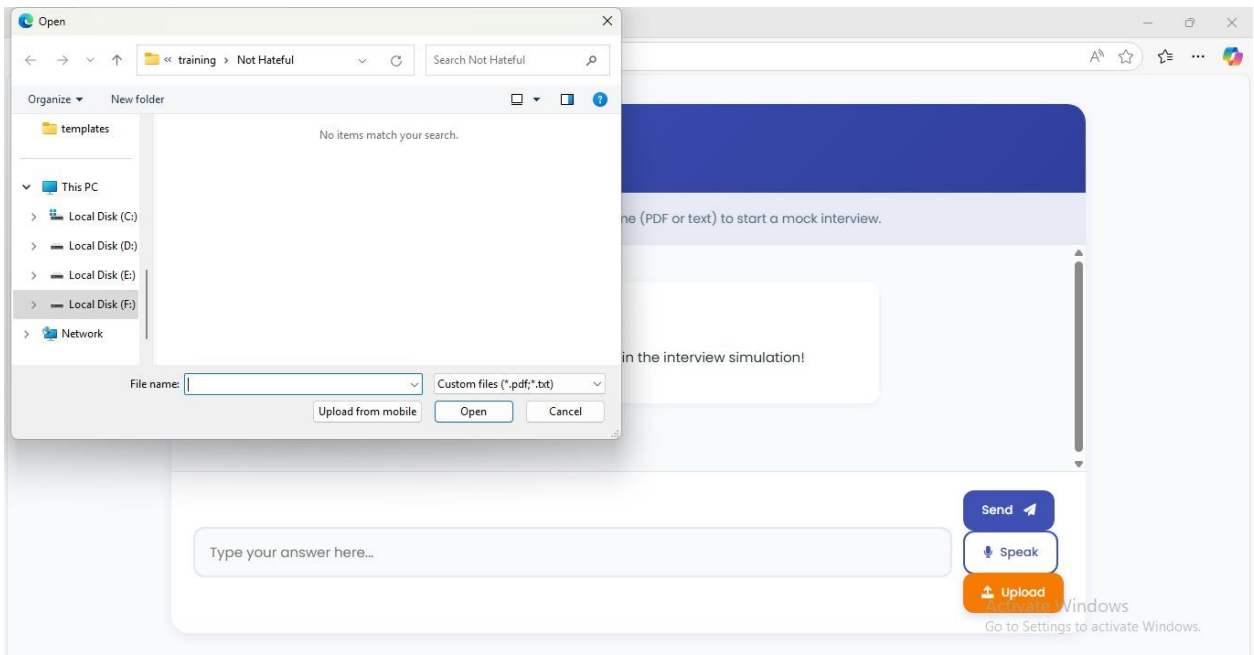 Open
« training > Not Hateful
Search Not Hateful
Organize
New folder
templates
No items match your search.
This PC
Local Disk (C:)
Local Disk (D:)
Local Disk (E:)
Local Disk (F:)
Network
File name:
Custom files (*.pdf;*.txt)
Upload from mobile
Open
Cancel
me (PDF or text) to start a mock interview.
in the interview simulation!
Type your answer here...
Send
Speak
Upload
Activate Windows
Go to Settings to activate Windows.